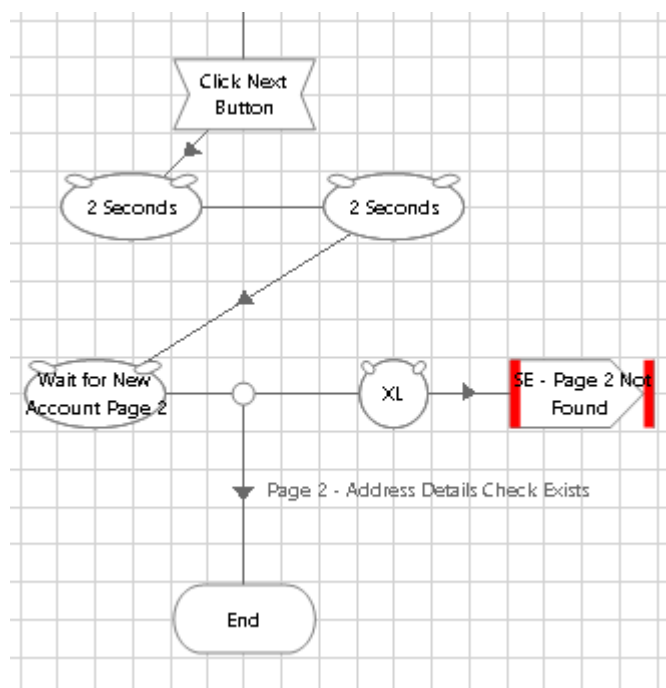 Click Next
Button
2 Seconds
2 Seconds
Wait for New
Account Page 2
XL
SE - Page 2 Not
Found
Page 2 - Address Details Check Exists
End